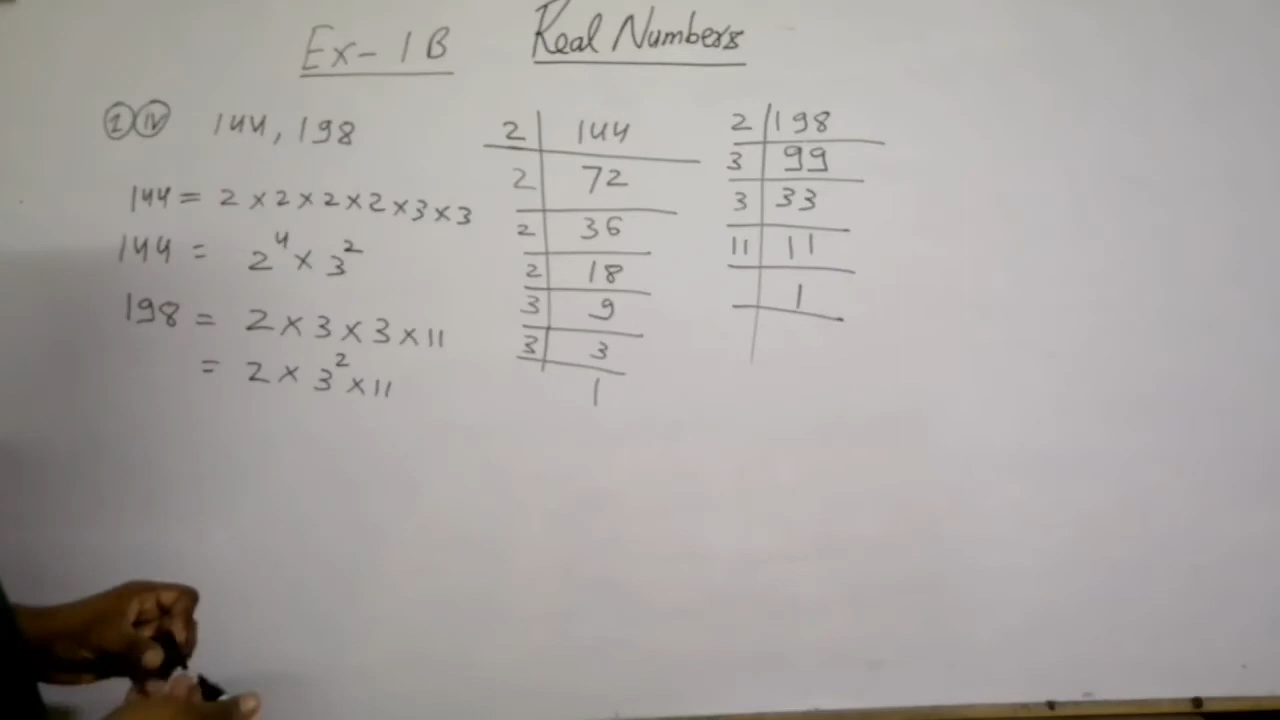 Ex- 1B Real Numbers
1 iv 144, 198
144 = 2 × 2 × 2 × 2 × 3 × 3
144 = 2⁴ × 3²
198 = 2 × 3 × 3 × 11
= 2 × 3² × 11
2 144
2 72
2 36
2 18
3 9
3 3
1
2 198
3 99
3 33
11 11
1